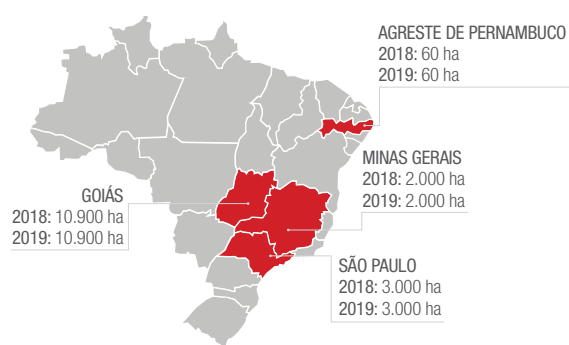 AGRESTE DE PERNAMBUCO
2018: 60 ha
2019: 60 ha
MINAS GERAIS
2018: 2.000 ha
2019: 2.000 ha
GOIÁS
2018: 10.900 ha
2019: 10.900 ha
SÃO PAULO
2018: 3.000 ha
2019: 3.000 ha